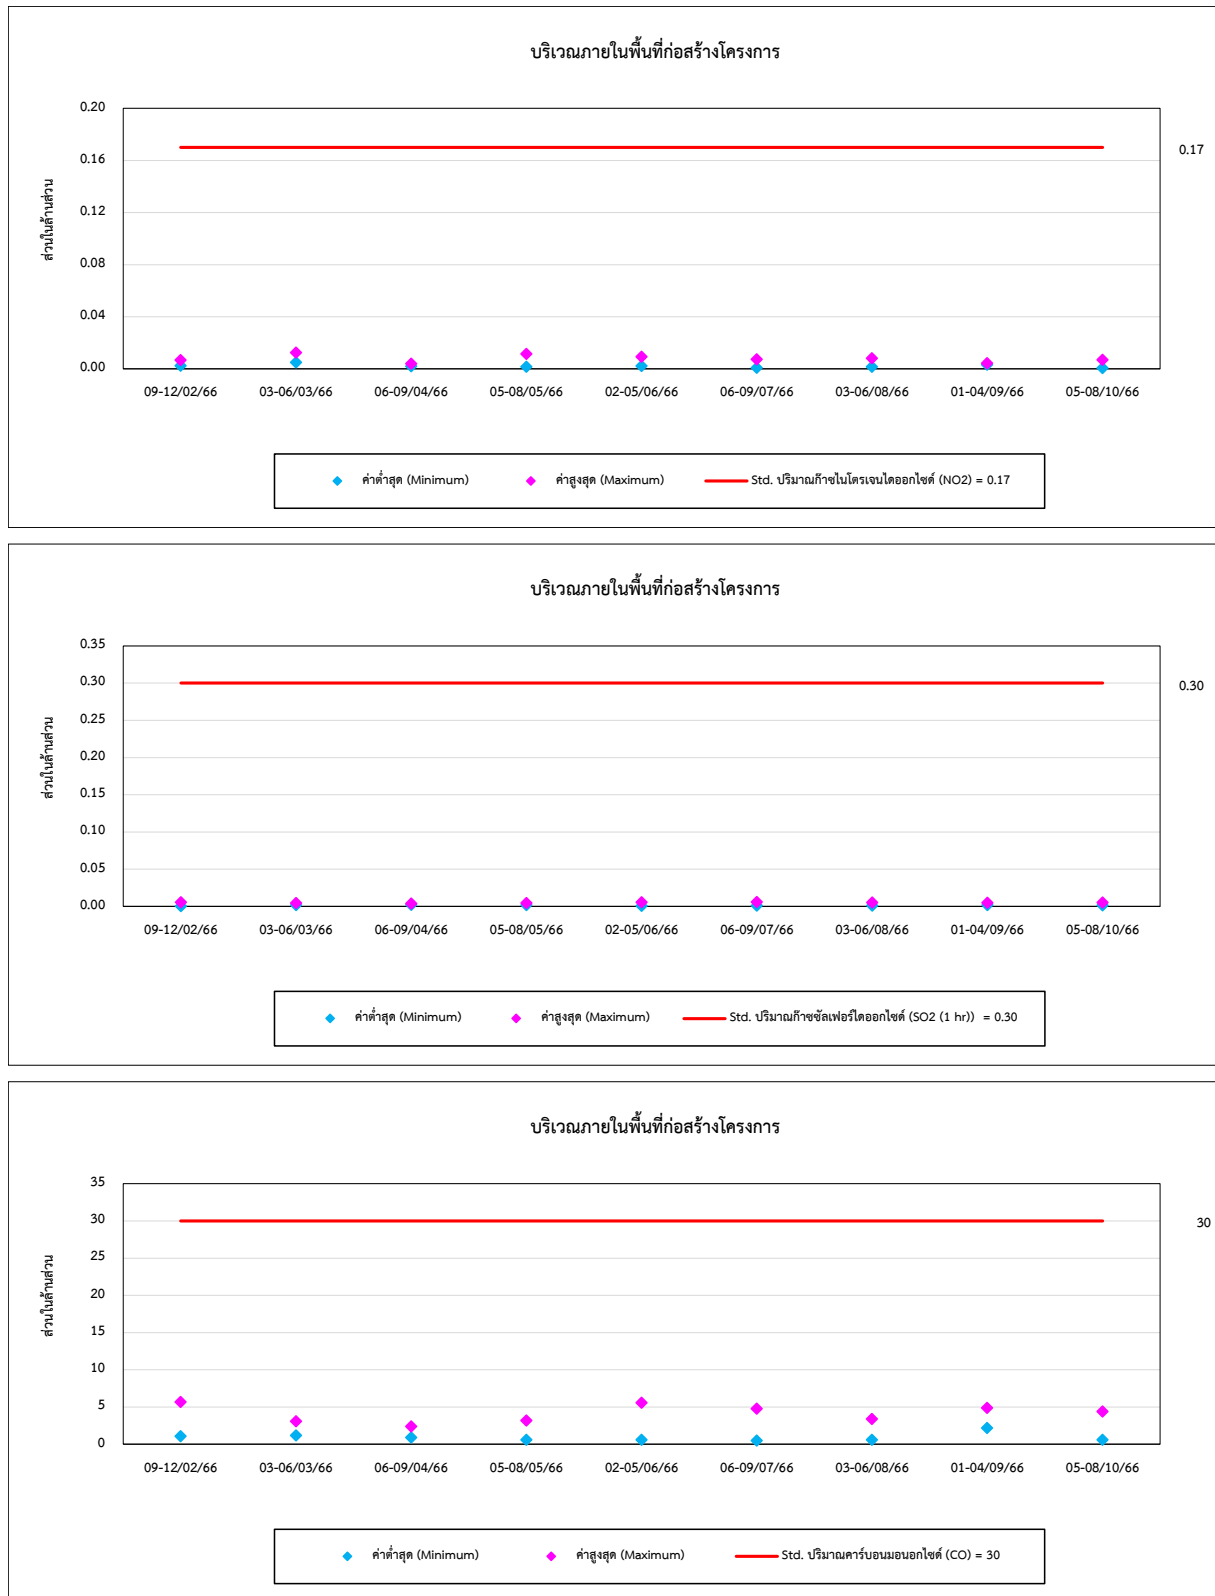 บริเวณภายในพื้นที่ก่อสร้างโครงการ
0.20
0.16
0.12
0.08
0.04
0.00
ส่วนในล้านส่วน
0.17
09-12/02/66 03-06/03/66 06-09/04/66 05-08/05/66 02-05/06/66 06-09/07/66 03-06/08/66 01-04/09/66 05-08/10/66
ค่าต่ำสุด (Minimum) ค่าสูงสุด (Maximum) Std. ปริมาณก๊าซไนโตรเจนไดออกไซด์ (NO2) = 0.17
บริเวณภายในพื้นที่ก่อสร้างโครงการ
0.35
0.30
0.25
0.20
0.15
0.10
0.05
0.00
ส่วนในล้านส่วน
0.30
09-12/02/66 03-06/03/66 06-09/04/66 05-08/05/66 02-05/06/66 06-09/07/66 03-06/08/66 01-04/09/66 05-08/10/66
ค่าต่ำสุด (Minimum) ค่าสูงสุด (Maximum) Std. ปริมาณก๊าซซัลเฟอร์ไดออกไซด์ (SO2 (1 hr)) = 0.30
บริเวณภายในพื้นที่ก่อสร้างโครงการ
35
30
25
20
15
10
5
0
ส่วนในล้านส่วน
30
09-12/02/66 03-06/03/66 06-09/04/66 05-08/05/66 02-05/06/66 06-09/07/66 03-06/08/66 01-04/09/66 05-08/10/66
ค่าต่ำสุด (Minimum) ค่าสูงสุด (Maximum) Std. ปริมาณคาร์บอนมอนอกไซด์ (CO) = 30